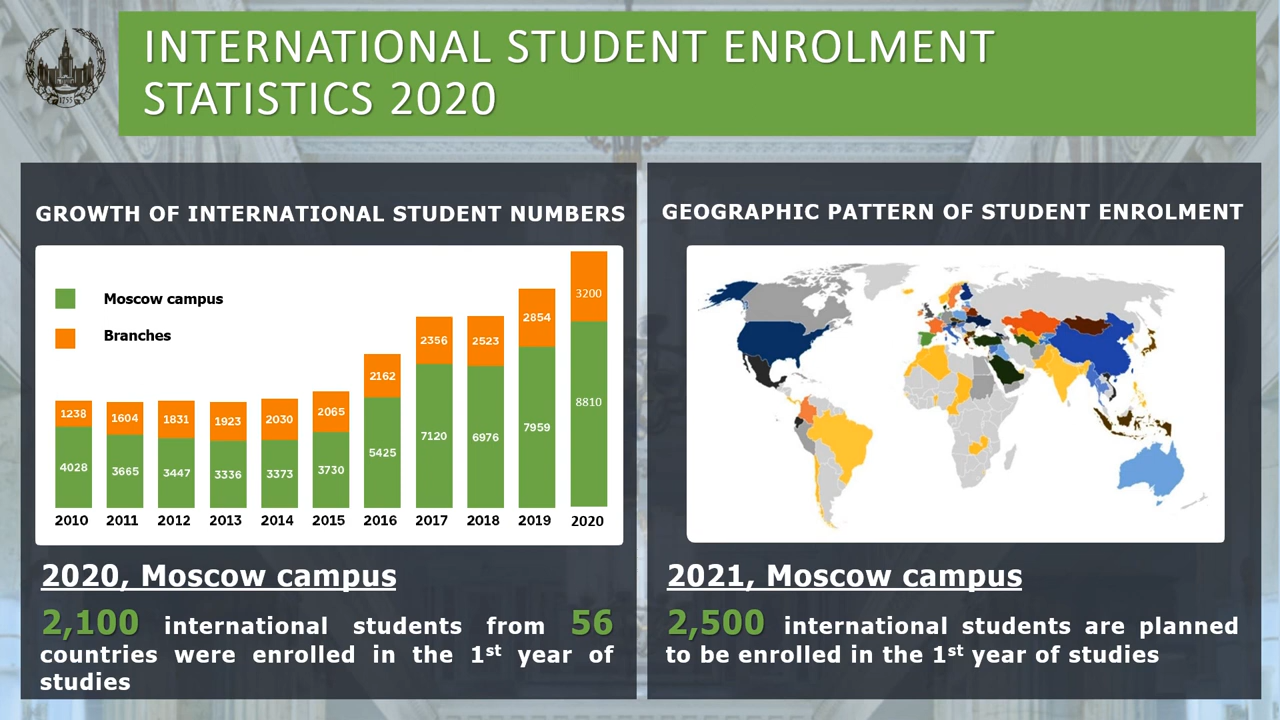 INTERNATIONAL STUDENT ENROLMENT
STATISTICS 2020
1755
GROWTH OF INTERNATIONAL STUDENT NUMBERS
Moscow campus
Branches
1238 1604 1831 1923 2030 2065 2162 2356 2523 2854 3200
4028 3665 3447 3336 3373 3730 5425 7120 6976 7959 8810
2010 2011 2012 2013 2014 2015 2016 2017 2018 2019 2020
2020, Moscow campus
2,100 international students from 56
countries were enrolled in the 1st year of
studies
GEOGRAPHIC PATTERN OF STUDENT ENROLMENT
2021, Moscow campus
2,500 international students are planned
to be enrolled in the 1st year of studies